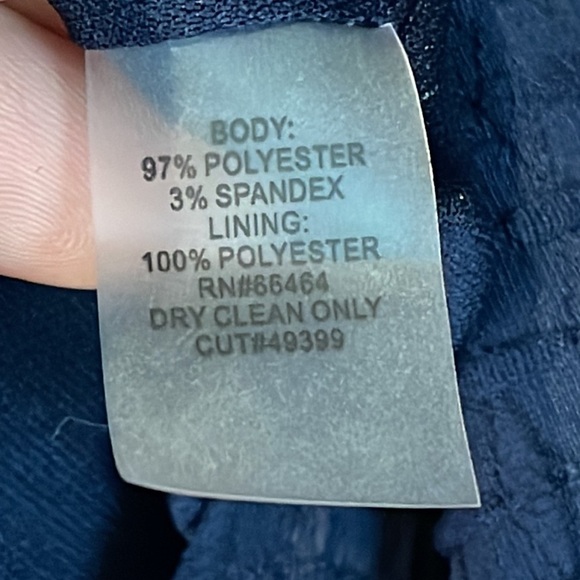 BODY:
97% POLYESTER
3% SPANDEX
LINING:
100% POLYESTER
RN#66464
DRY CLEAN ONLY
CUT#49399